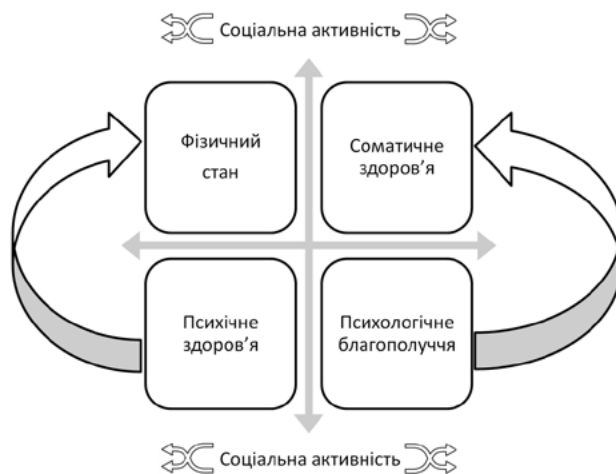 Соціальна активність
Фізичний
стан
Соматичне
здоров’я
Психічне
здоров’я
Психологічне
благополуччя
Соціальна активність